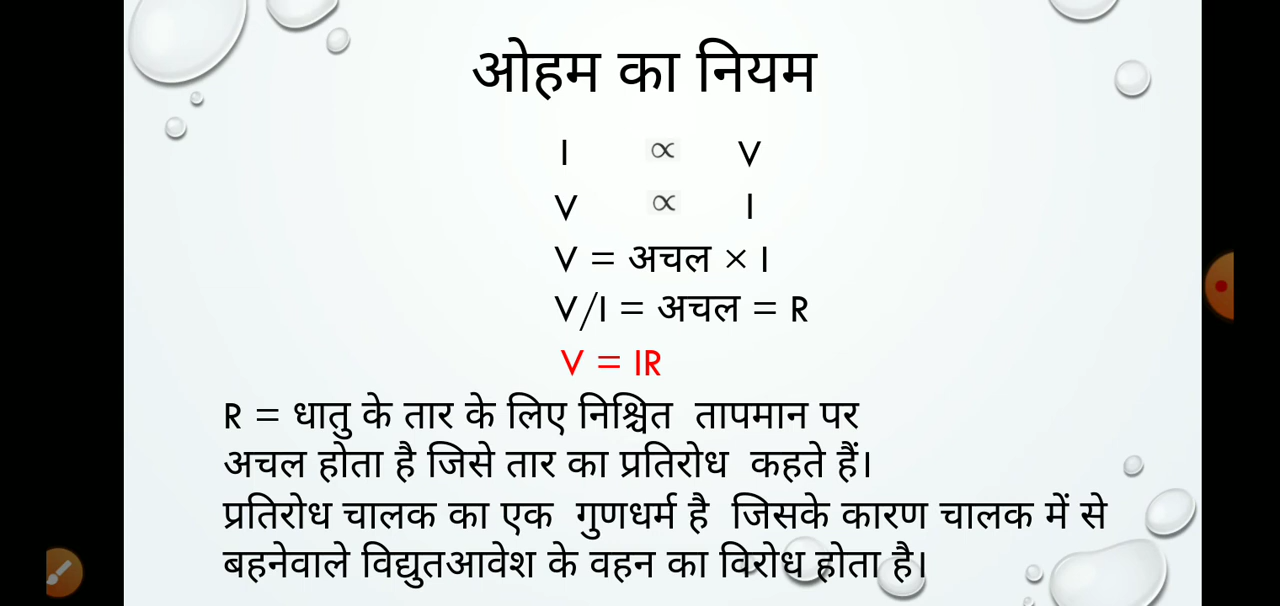 ओहम का नियम
I ∝ V
V ∝ I
V = अचल × I
V/I = अचल = R
V = IR
R = धातु के तार के लिए निश्चित तापमान पर
अचल होता है जिसे तार का प्रतिरोध कहते हैं।
प्रतिरोध चालक का एक गुणधर्म है जिसके कारण चालक में से
बहनेवाले विद्युतआवेश के वहन का विरोध होता है।